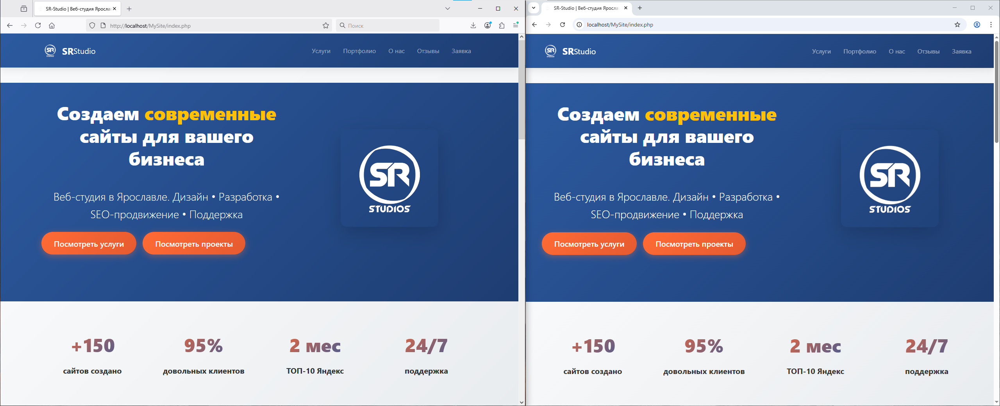 SR-Studio | Веб-студия Яросла
http://localhost/MySite/index.php
Поиск
SR
STUDIOS
SRStudio
Услуги
Портфолио
О нас
Отзывы
Заявка
Создаем современные
сайты для вашего
бизнеса
Веб-студия в Ярославле. Дизайн • Разработка •
SEO-продвижение • Поддержка
Посмотреть услуги
Посмотреть проекты
SR
STUDIOS
+150
95%
2 мес
24/7
сайтов создано
довольных клиентов
ТОП-10 Яндекс
поддержка
SR-Studio | Веб-студия Яросла
localhost/MySite/index.php
SR
STUDIOS
SRStudio
Услуги
Портфолио
О нас
Отзывы
Заявка
Создаем современные
сайты для вашего
бизнеса
Веб-студия в Ярославле. Дизайн • Разработка •
SEO-продвижение • Поддержка
Посмотреть услуги
Посмотреть проекты
SR
STUDIOS
+150
95%
2 мес
24/7
сайтов создано
довольных клиентов
ТОП-10 Яндекс
поддержка